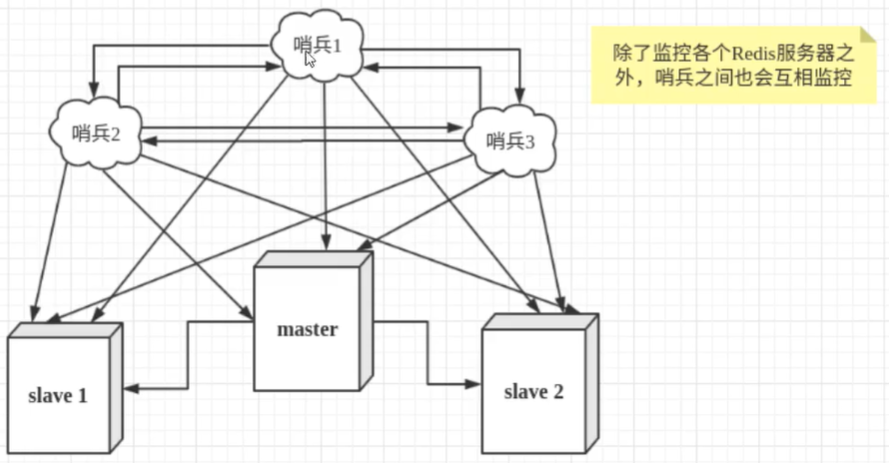 哨兵1
除了监控各个Redis服务器之
外，哨兵之间也会互相监控
哨兵2
哨兵3
master
slave 1
slave 2